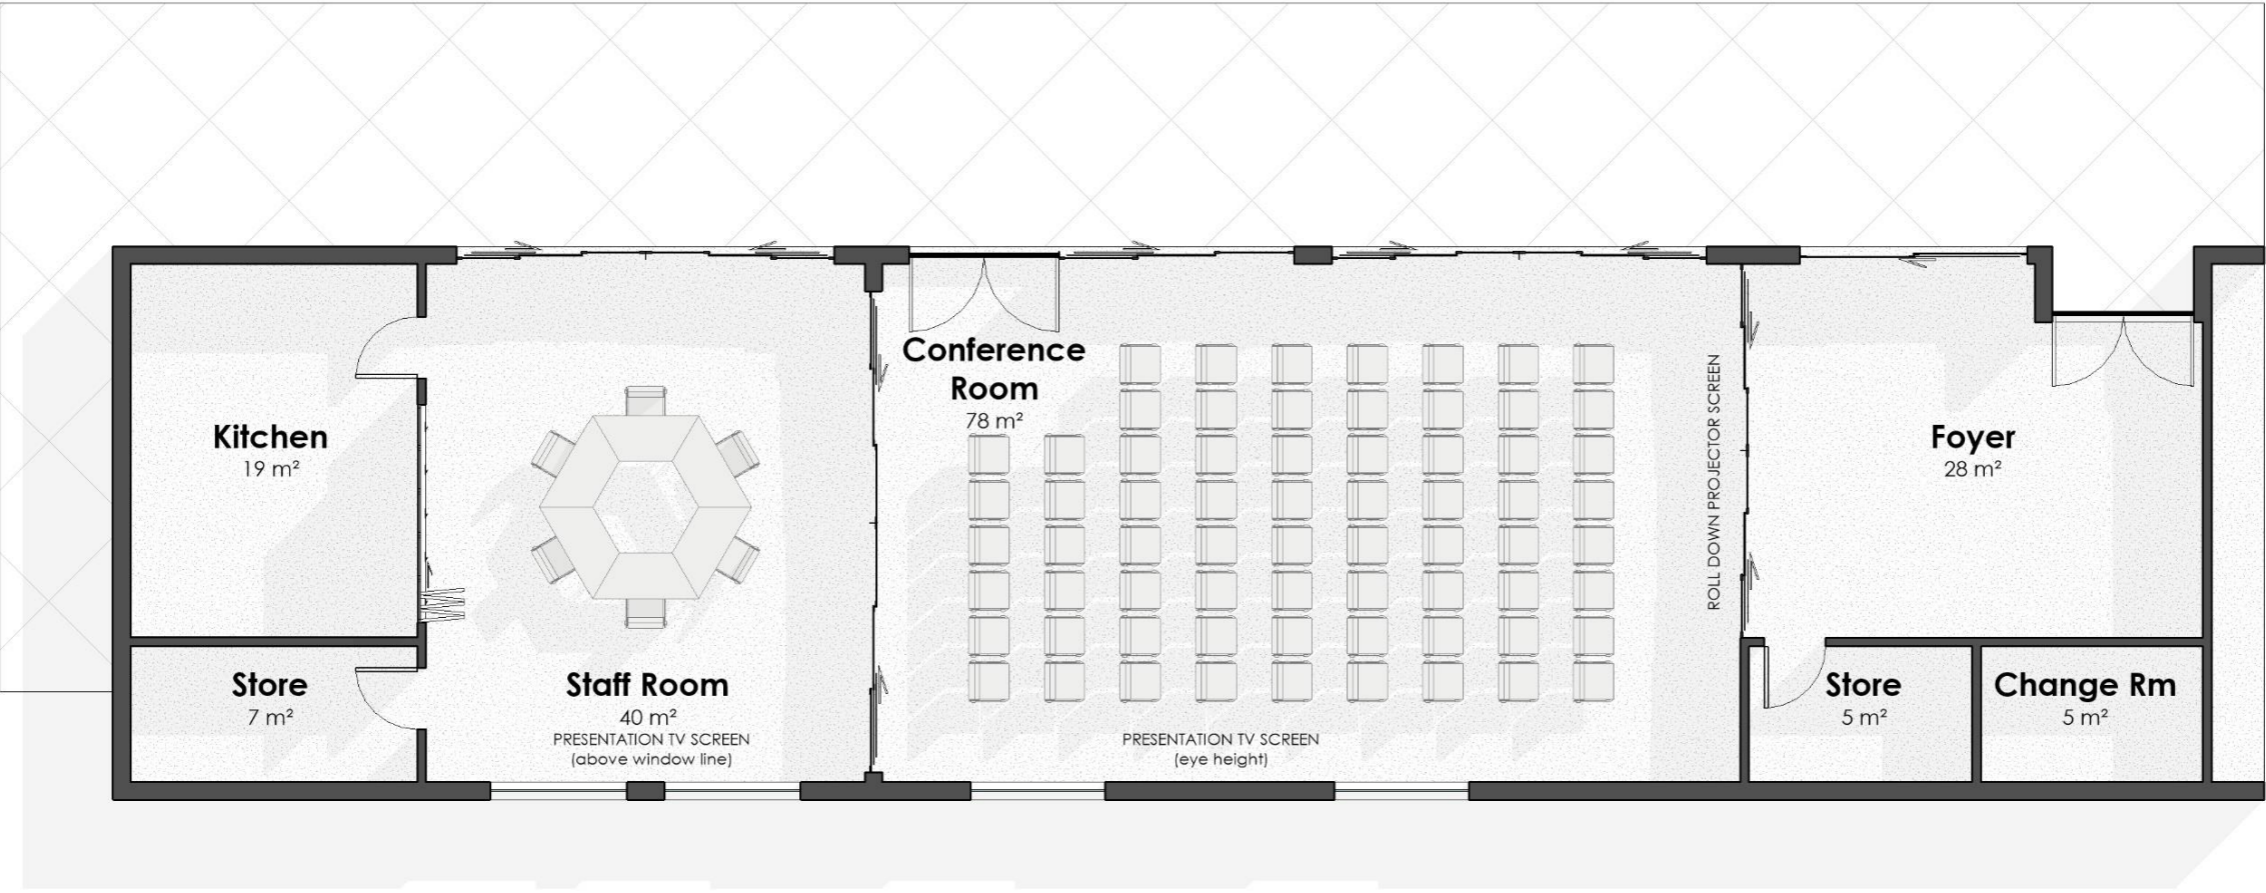 Kitchen
19 m²
Store
7 m²
Staff Room
40 m²
PRESENTATION TV SCREEN
(above window line)
Conference
Room
78 m²
PRESENTATION TV SCREEN
(eye height)
ROLL DOWN PROJECTOR SCREEN
Foyer
28 m²
Store
5 m²
Change Rm
5 m²